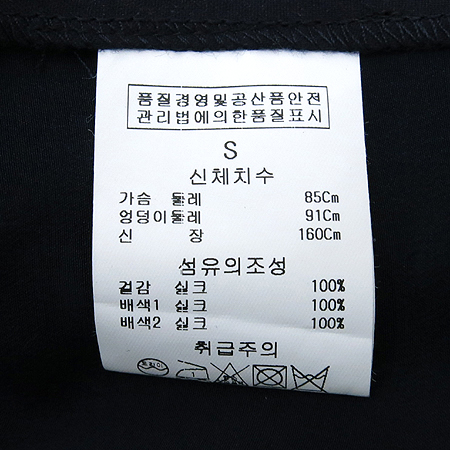 품질경영및공산품안전
관리법에의한품질표시
S
신체치수
가슴 둘레 85Cm
엉덩이둘레 91Cm
신 장 160Cm
섬유의조성
겉감 실크 100%
배색1 실크 100%
배색2 실크 100%
취급주의
드라이